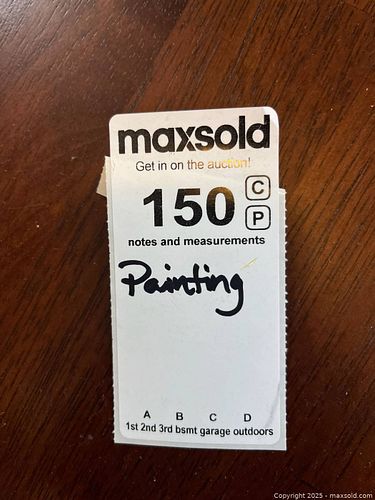 maxsold
Get in on the auction!
150 C
P
notes and measurements
Painting
A B C D
1st 2nd 3rd bsmt garage outdoors
Copyright 2025 - maxsold.com